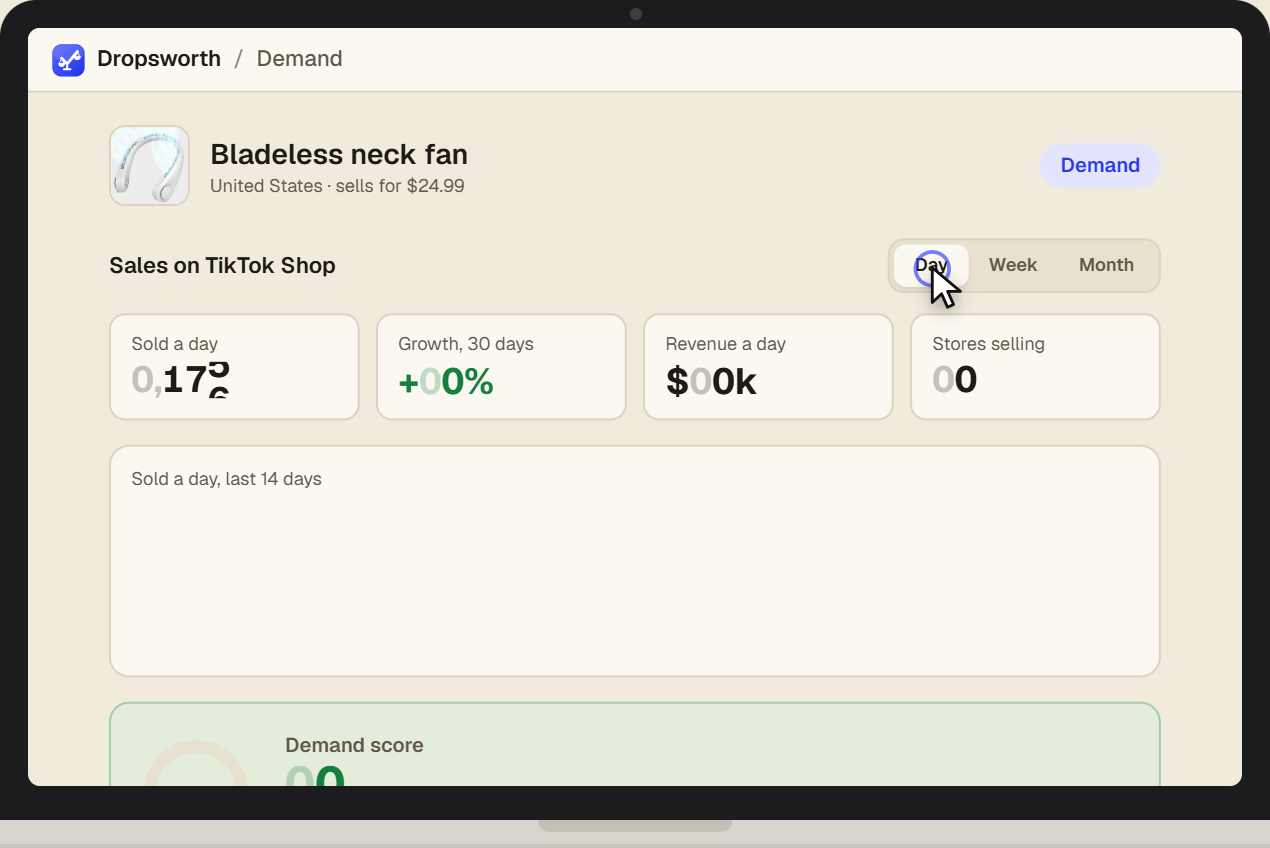 Dropsworth / Demand
Bladeless neck fan
United States · sells for $24.99
Demand
Sales on TikTok Shop
Day Week Month
Sold a day
Growth, 30 days
+00%
Revenue a day
$00k
Stores selling
00
Sold a day, last 14 days
Demand score
00